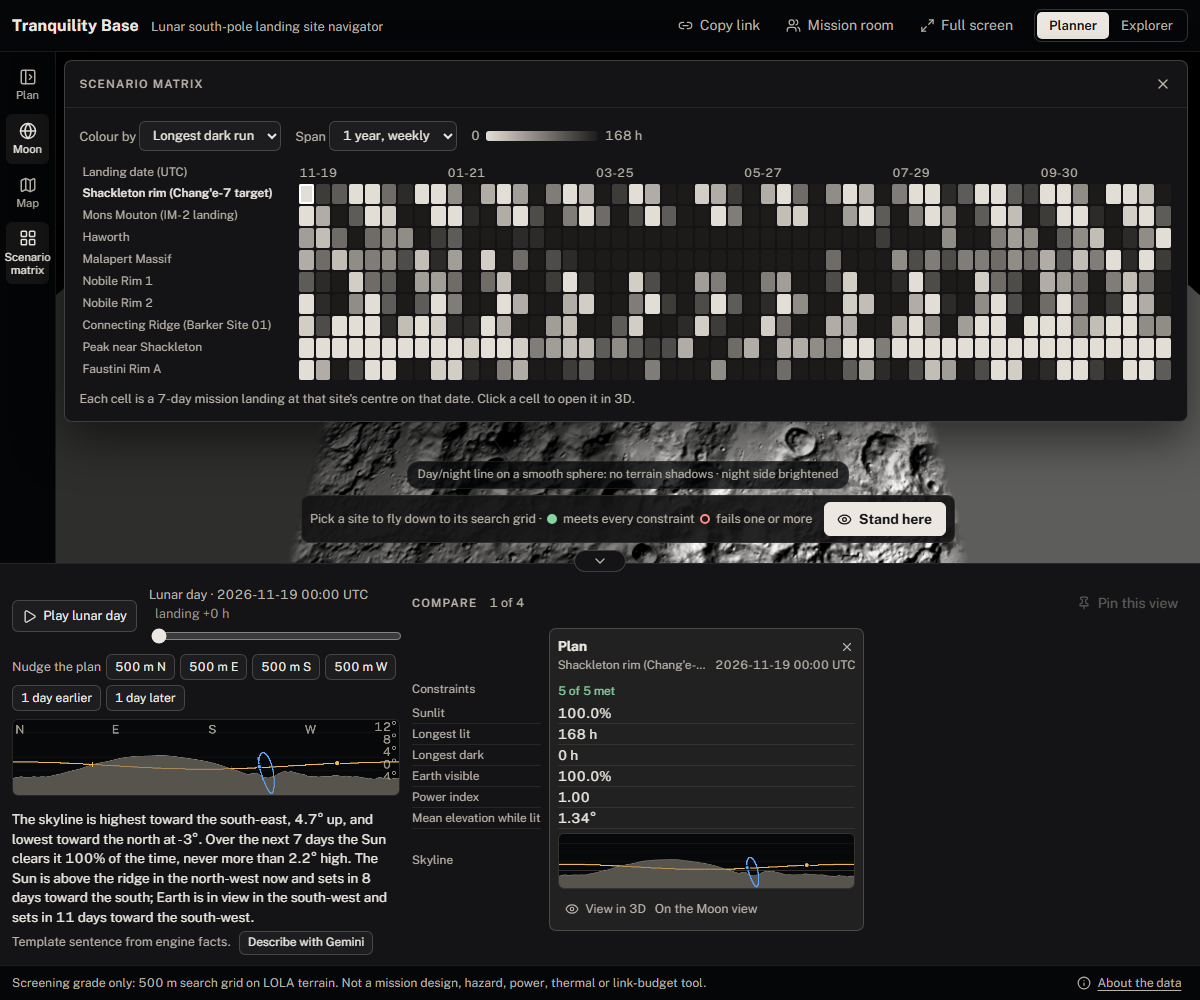 Tranquility Base Lunar south-pole landing site navigator Copy link Mission room Full screen Planner Explorer
Plan
Moon
Map
Scenario matrix
SCENARIO MATRIX
Colour by Longest dark run Span 1 year, weekly 0 168 h
Landing date (UTC) 11-19 01-21 03-25 05-27 07-29 09-30
Shackleton rim (Chang'e-7 target)
Mons Mouton (IM-2 landing)
Haworth
Malapert Massif
Nobile Rim 1
Nobile Rim 2
Connecting Ridge (Barker Site 01)
Peak near Shackleton
Faustini Rim A
Each cell is a 7-day mission landing at that site's centre on that date. Click a cell to open it in 3D.
Day/night line on a smooth sphere: no terrain shadows · night side brightened
Pick a site to fly down to its search grid · meets every constraint fails one or more Stand here
Play lunar day
Lunar day · 2026-11-19 00:00 UTC
landing +0 h
Nudge the plan 500 m N 500 m E 500 m S 500 m W
1 day earlier 1 day later
N E S W 12°
8°
4°
0°
-4°
The skyline is highest toward the south-east, 4.7° up, and
lowest toward the north at -3°. Over the next 7 days the Sun
clears it 100% of the time, never more than 2.2° high. The
Sun is above the ridge in the north-west now and sets in 8
days toward the south; Earth is in view in the south-west and
sets in 11 days toward the south-west.
Template sentence from engine facts. Describe with Gemini
COMPARE 1 of 4 Pin this view
Plan
Shackleton rim (Chang'e-... 2026-11-19 00:00 UTC
Constraints 5 of 5 met
Sunlit 100.0%
Longest lit 168 h
Longest dark 0 h
Earth visible 100.0%
Power index 1.00
Mean elevation while lit 1.34°
Skyline
View in 3D On the Moon view
Screening grade only: 500 m search grid on LOLA terrain. Not a mission design, hazard, power, thermal or link-budget tool. About the data